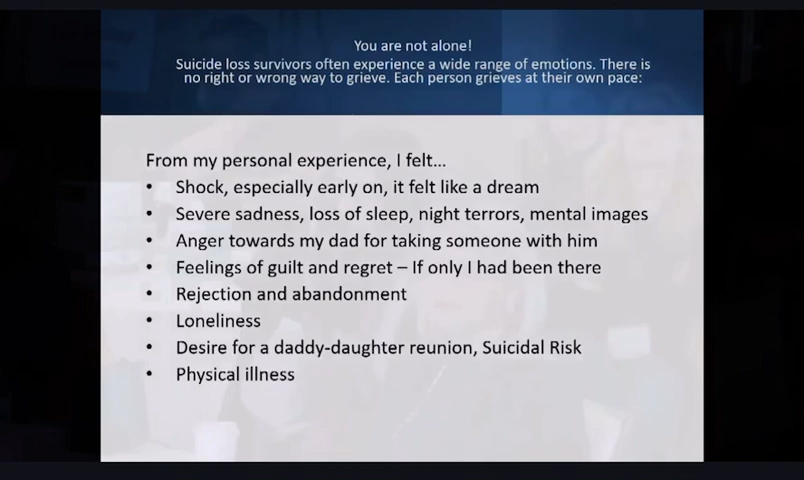 You are not alone!
Suicide loss survivors often experience a wide range of emotions. There is
no right or wrong way to grieve. Each person grieves at their own pace:
From my personal experience, I felt...
• Shock, especially early on, it felt like a dream
• Severe sadness, loss of sleep, night terrors, mental images
• Anger towards my dad for taking someone with him
• Feelings of guilt and regret – If only I had been there
• Rejection and abandonment
• Loneliness
• Desire for a daddy-daughter reunion, Suicidal Risk
• Physical illness